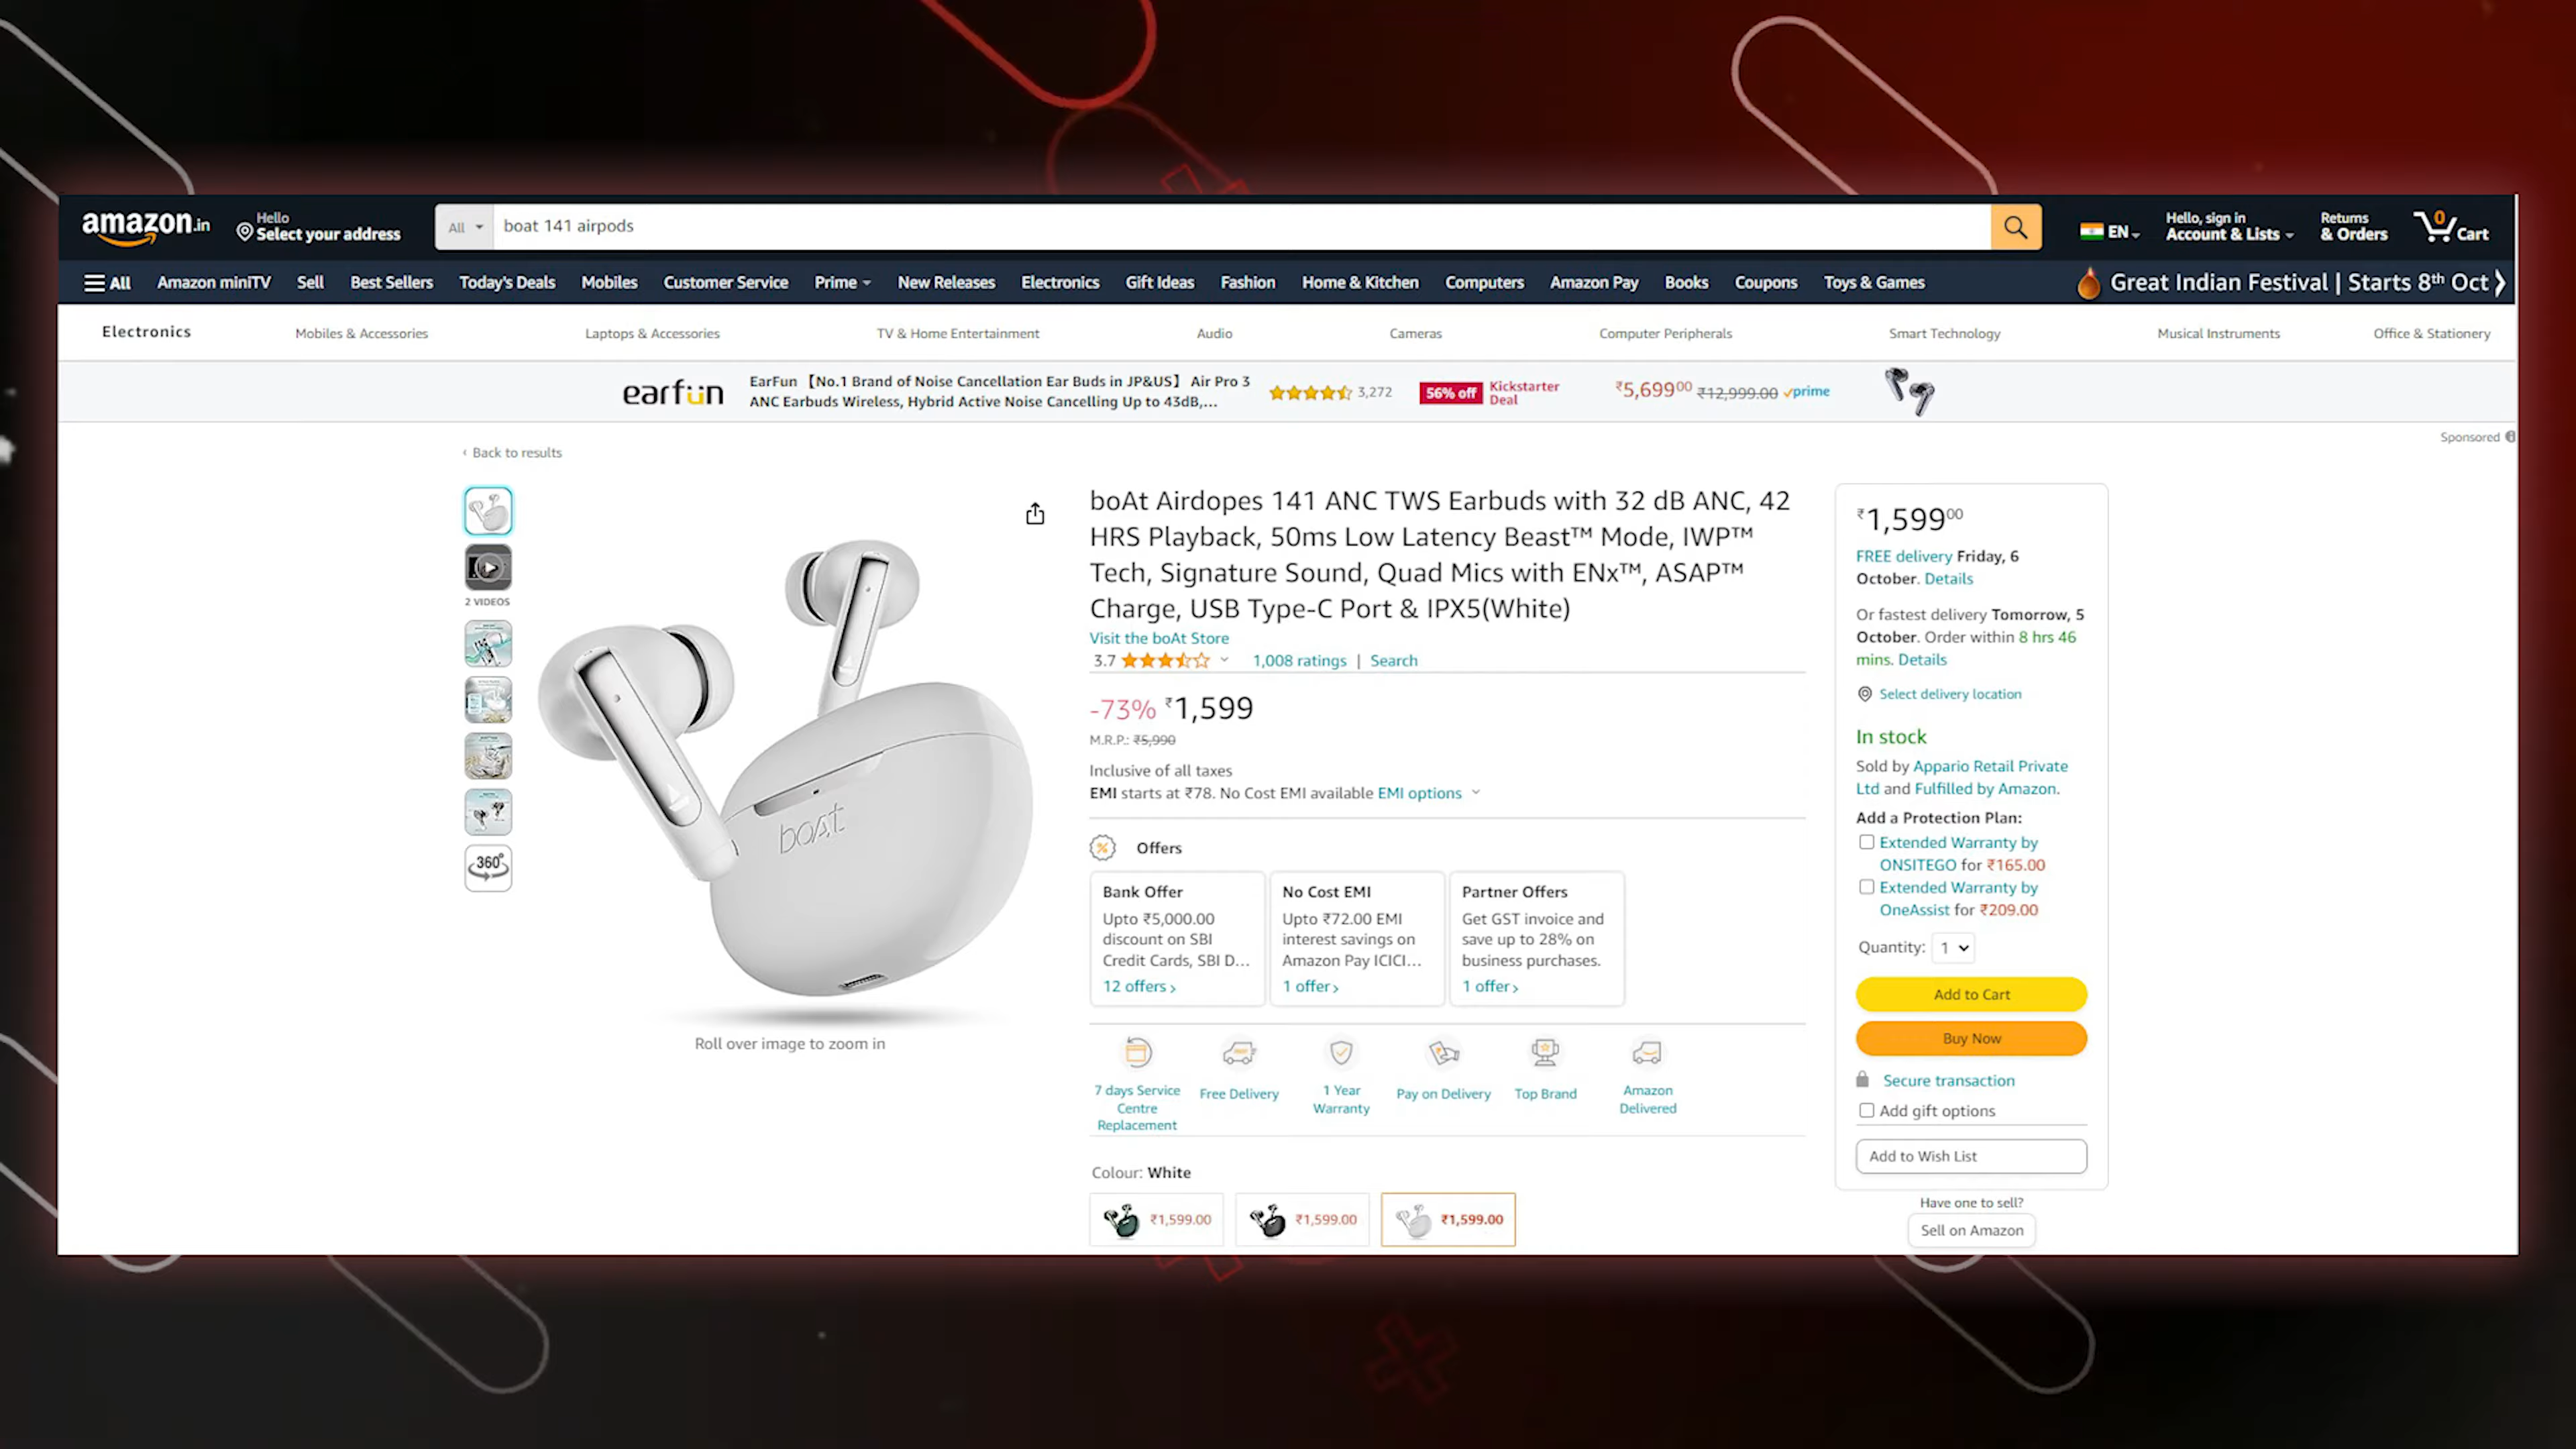 amazon.in
Hello
Select your address
All
boat 141 airpods
EN
Hello, sign in
Account & Lists
Returns
& Orders
0
Cart
All
Amazon miniTV
Sell
Best Sellers
Today's Deals
Mobiles
Customer Service
Prime
New Releases
Electronics
Gift Ideas
Fashion
Home & Kitchen
Computers
Amazon Pay
Books
Coupons
Toys & Games
Great Indian Festival | Starts 8th Oct
Electronics
Mobiles & Accessories
Laptops & Accessories
TV & Home Entertainment
Audio
Cameras
Computer Peripherals
Smart Technology
Musical Instruments
Office & Stationery
earfun
EarFun 【No.1 Brand of Noise Cancellation Ear Buds in JP&US】 Air Pro 3
ANC Earbuds Wireless, Hybrid Active Noise Cancelling Up to 43dB,...
3,272
56% off
Kickstarter
Deal
₹5,69900 ₹12,999.00 prime
Sponsored
‹ Back to results
2 VIDEOS
360°
boAt
Roll over image to zoom in
boAt Airdopes 141 ANC TWS Earbuds with 32 dB ANC, 42
HRS Playback, 50ms Low Latency Beast™ Mode, IWP™
Tech, Signature Sound, Quad Mics with ENx™, ASAP™
Charge, USB Type-C Port & IPX5(White)
Visit the boAt Store
3.7
1,008 ratings | Search
-73% ₹1,599
M.R.P.: ₹5,990
Inclusive of all taxes
EMI starts at ₹78. No Cost EMI available EMI options
Offers
Bank Offer
Upto ₹5,000.00
discount on SBI
Credit Cards, SBI D...
12 offers ›
No Cost EMI
Upto ₹72.00 EMI
interest savings on
Amazon Pay ICICI...
1 offer ›
Partner Offers
Get GST invoice and
save up to 28% on
business purchases.
1 offer ›
7 days Service
Centre
Replacement
Free Delivery
1 Year
Warranty
Pay on Delivery
Top Brand
Amazon
Delivered
Colour: White
₹1,599.00
₹1,599.00
₹1,599.00
₹1,59900
FREE delivery Friday, 6
October. Details
Or fastest delivery Tomorrow, 5
October. Order within 8 hrs 46
mins. Details
Select delivery location
In stock
Sold by Appario Retail Private
Ltd and Fulfilled by Amazon.
Add a Protection Plan:
Extended Warranty by
ONSITEGO for ₹165.00
Extended Warranty by
OneAssist for ₹209.00
Quantity: 1
Add to Cart
Buy Now
Secure transaction
Add gift options
Add to Wish List
Have one to sell?
Sell on Amazon